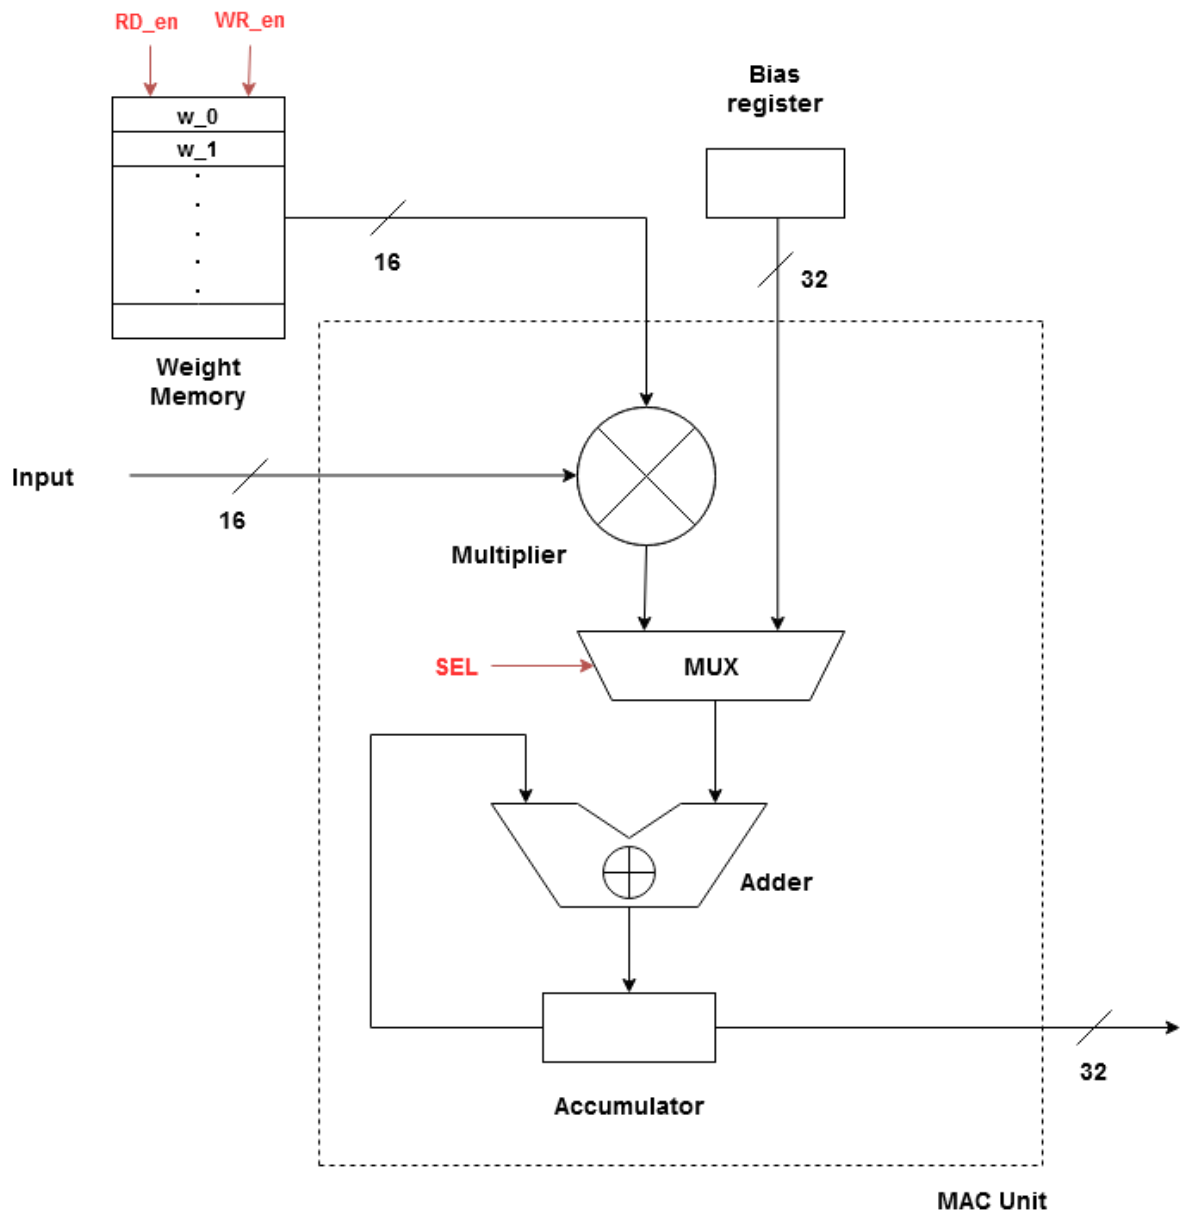 RD_en
WR_en
w_0
w_1
Weight
Memory
16
Bias
register
32
Input
16
Multiplier
SEL
MUX
Adder
Accumulator
32
MAC Unit